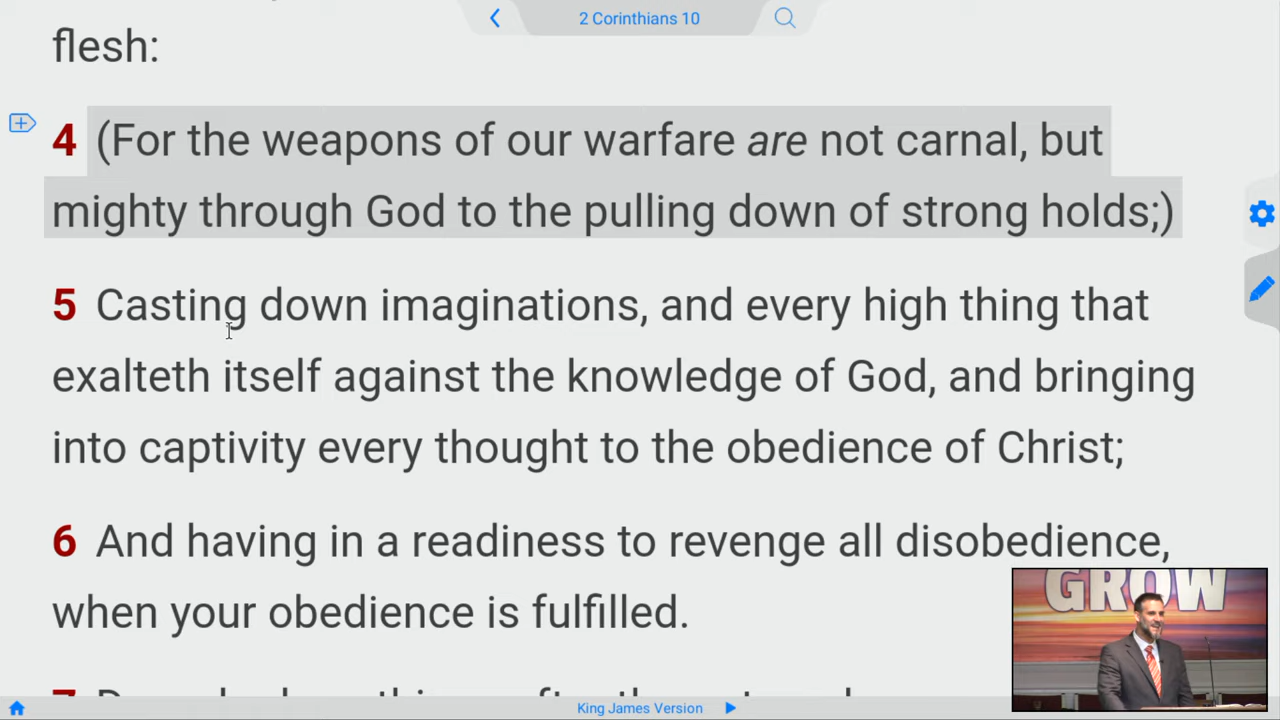 2 Corinthians 10
flesh:
4 (For the weapons of our warfare are not carnal, but
mighty through God to the pulling down of strong holds;)
5 Casting down imaginations, and every high thing that
exalteth itself against the knowledge of God, and bringing
into captivity every thought to the obedience of Christ;
6 And having in a readiness to revenge all disobedience,
when your obedience is fulfilled.
GROW
King James Version